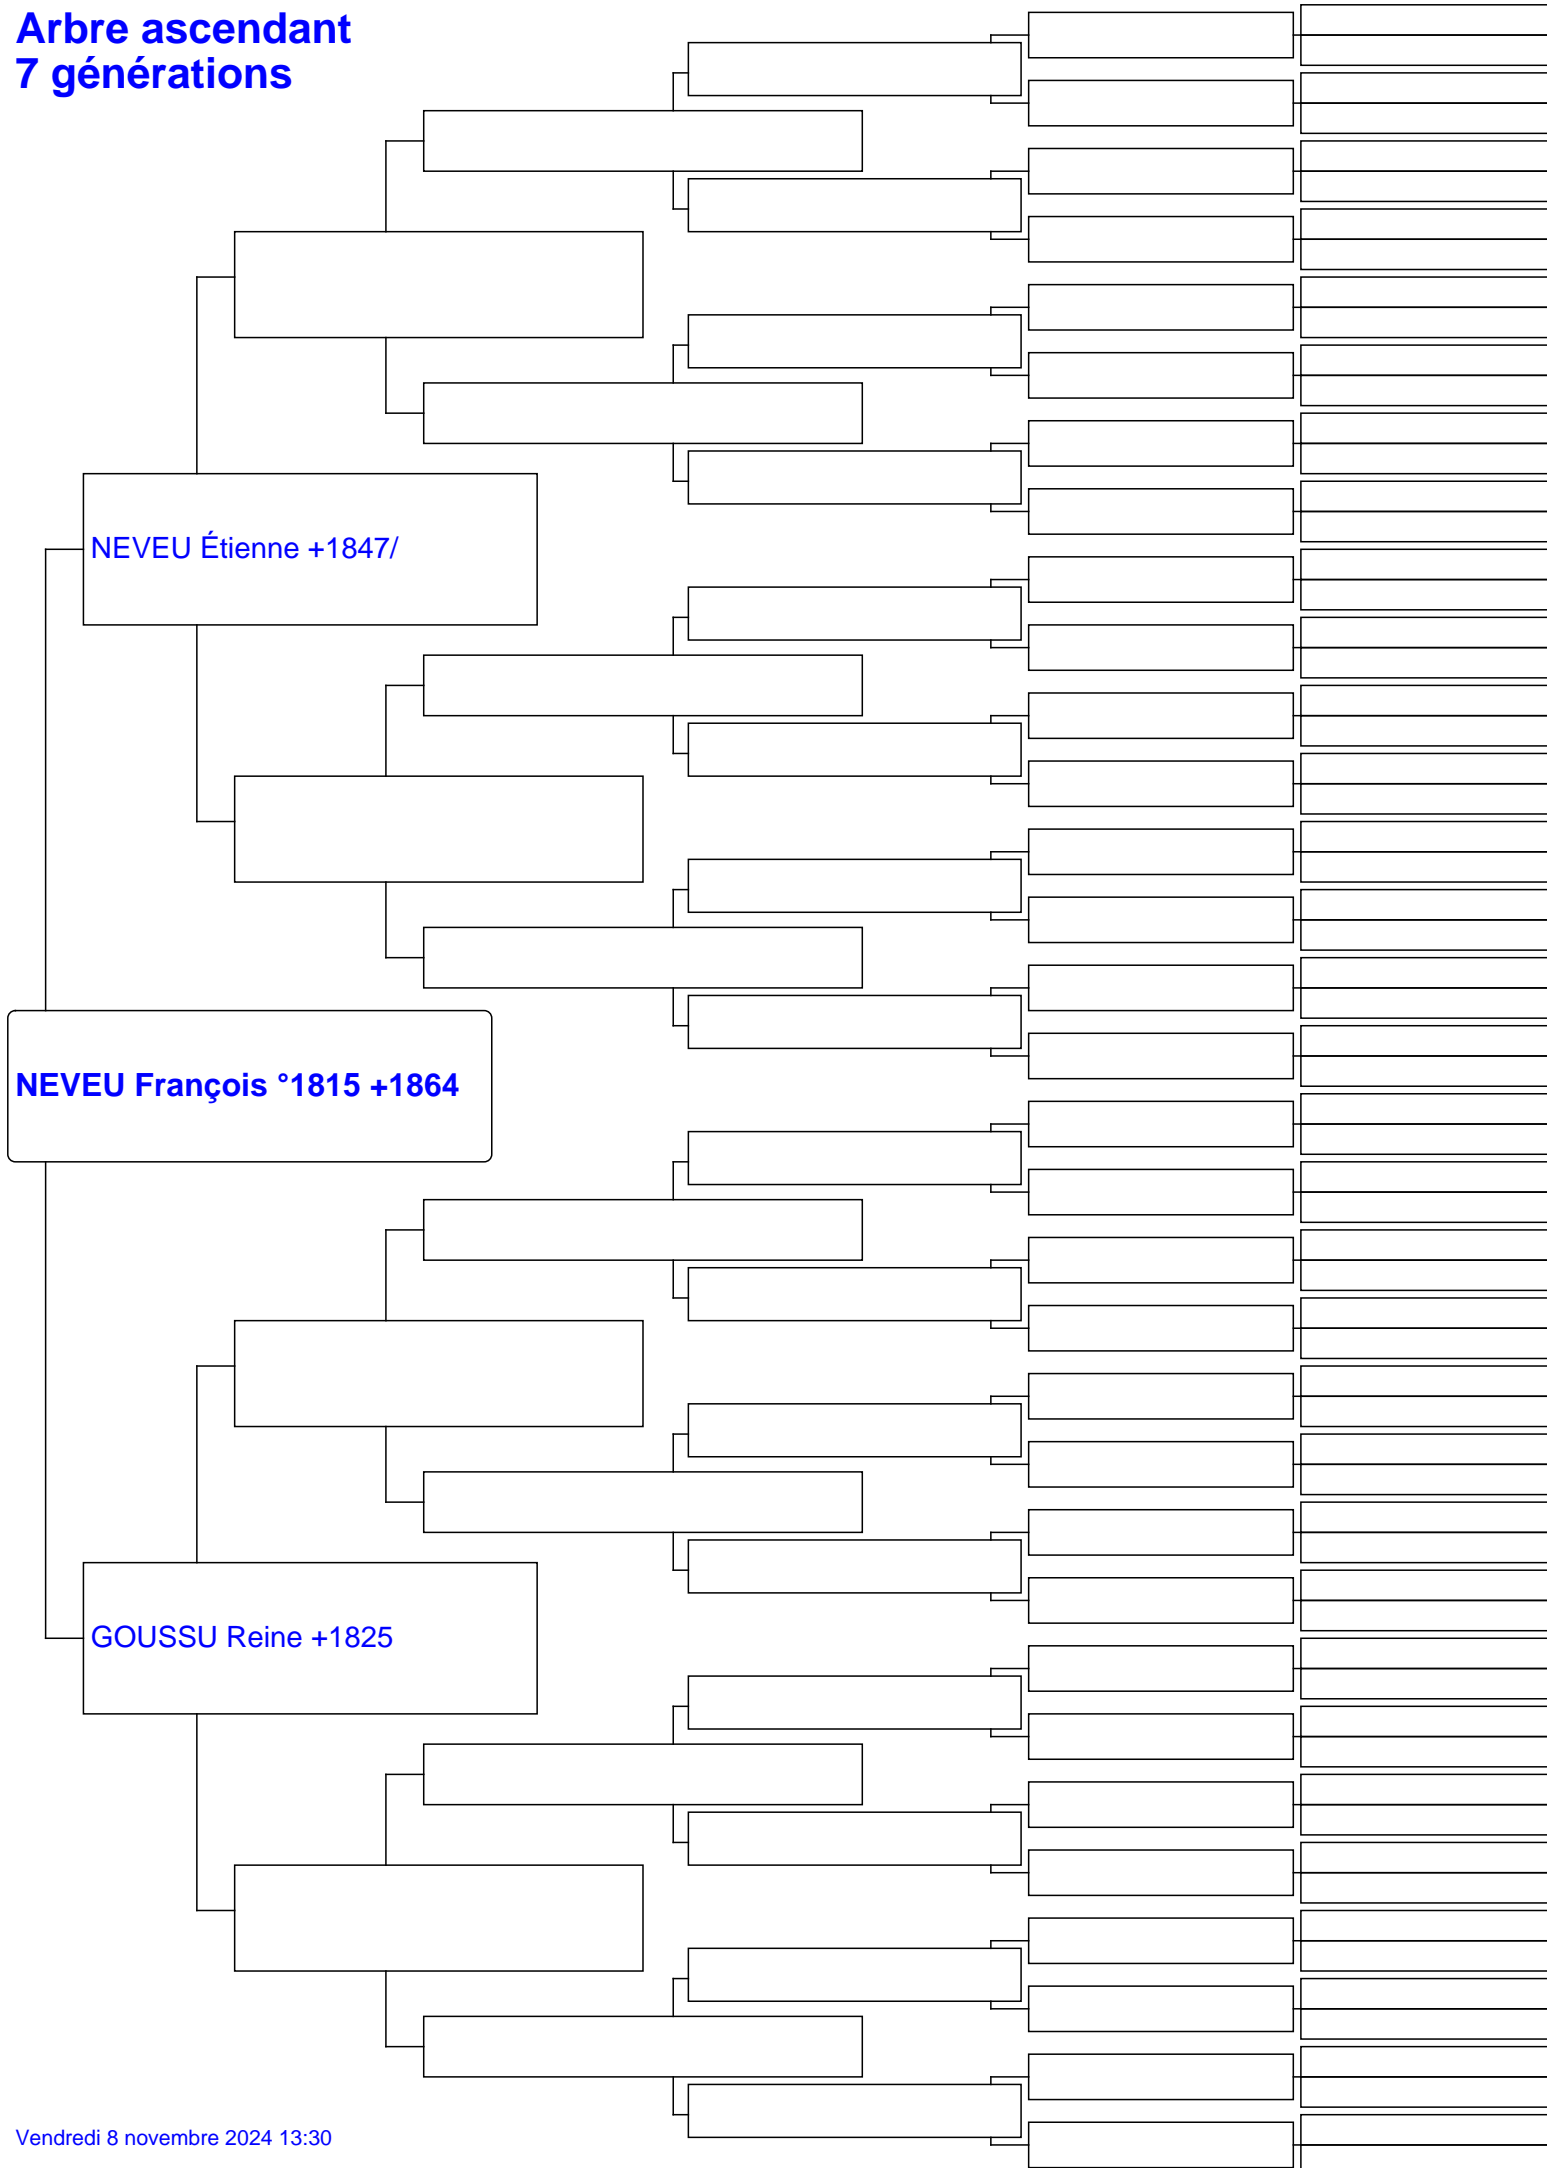 Arbre ascendant
7 générations
NEVEU Étienne +1847/
NEVEU François °1815 +1864
GOUSSU Reine +1825
Vendredi 8 novembre 2024 13:30